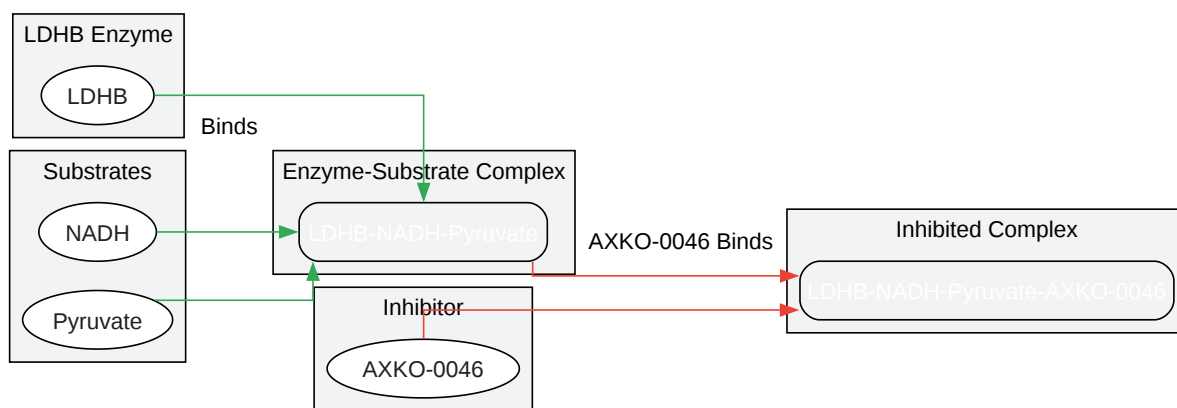 LDHB Enzyme
LDHB
Binds
Substrates
NADH
Pyruvate
Enzyme-Substrate Complex
LDHB-NADH-Pyruvate
Inhibitor
AXKO-0046
AXKO-0046 Binds
Inhibited Complex
LDHB-NADH-Pyruvate-AXKO-0046